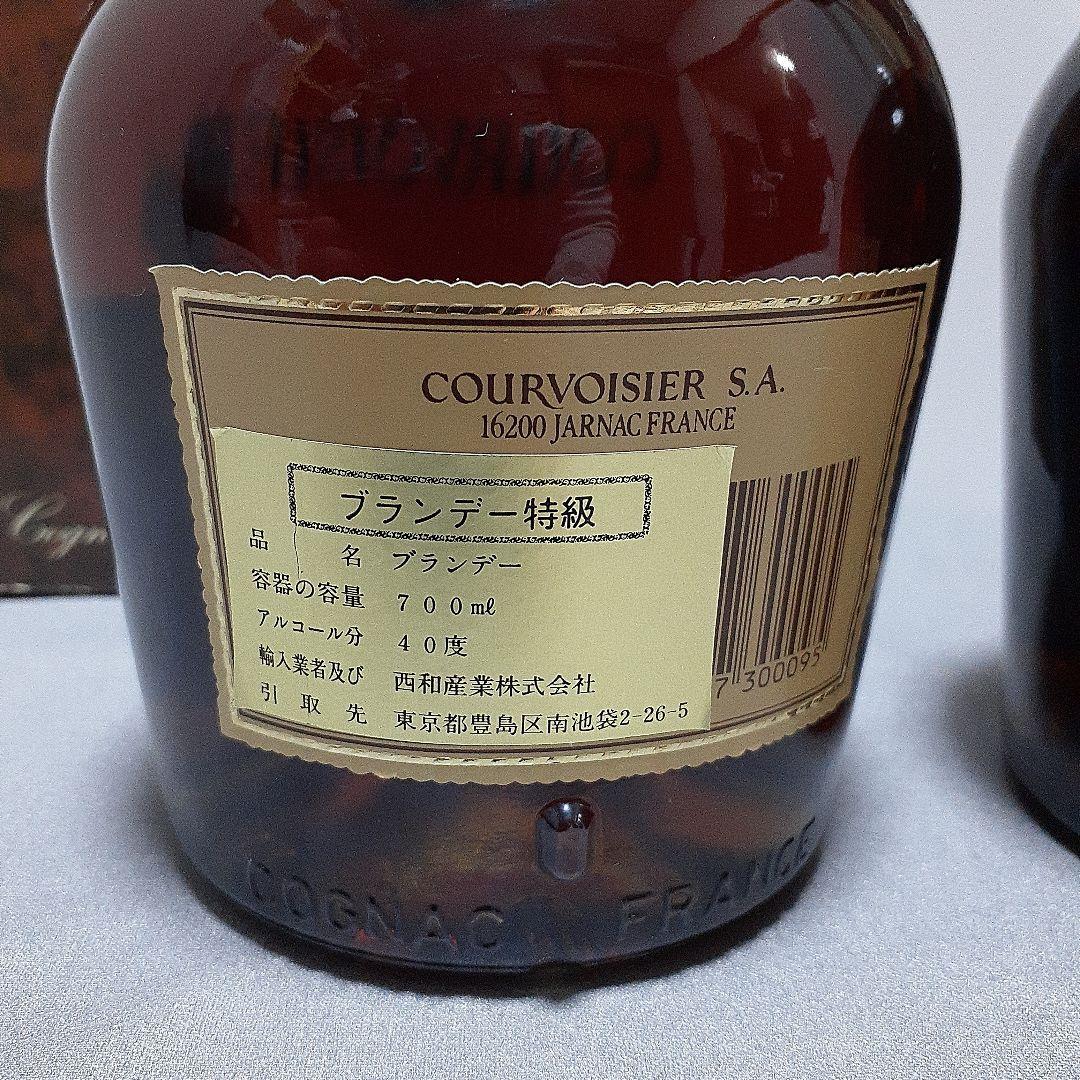 COURVOISIER S.A.
16200 JARNAC FRANCE
ブランデー特級
品名 ブランデー
容器の容量 700ml
アルコール分 40度
輸入業者及び 西和産業株式会社
引取先 東京都豊島区南池袋2-26-5
7 300095
COGNAC FRANCE